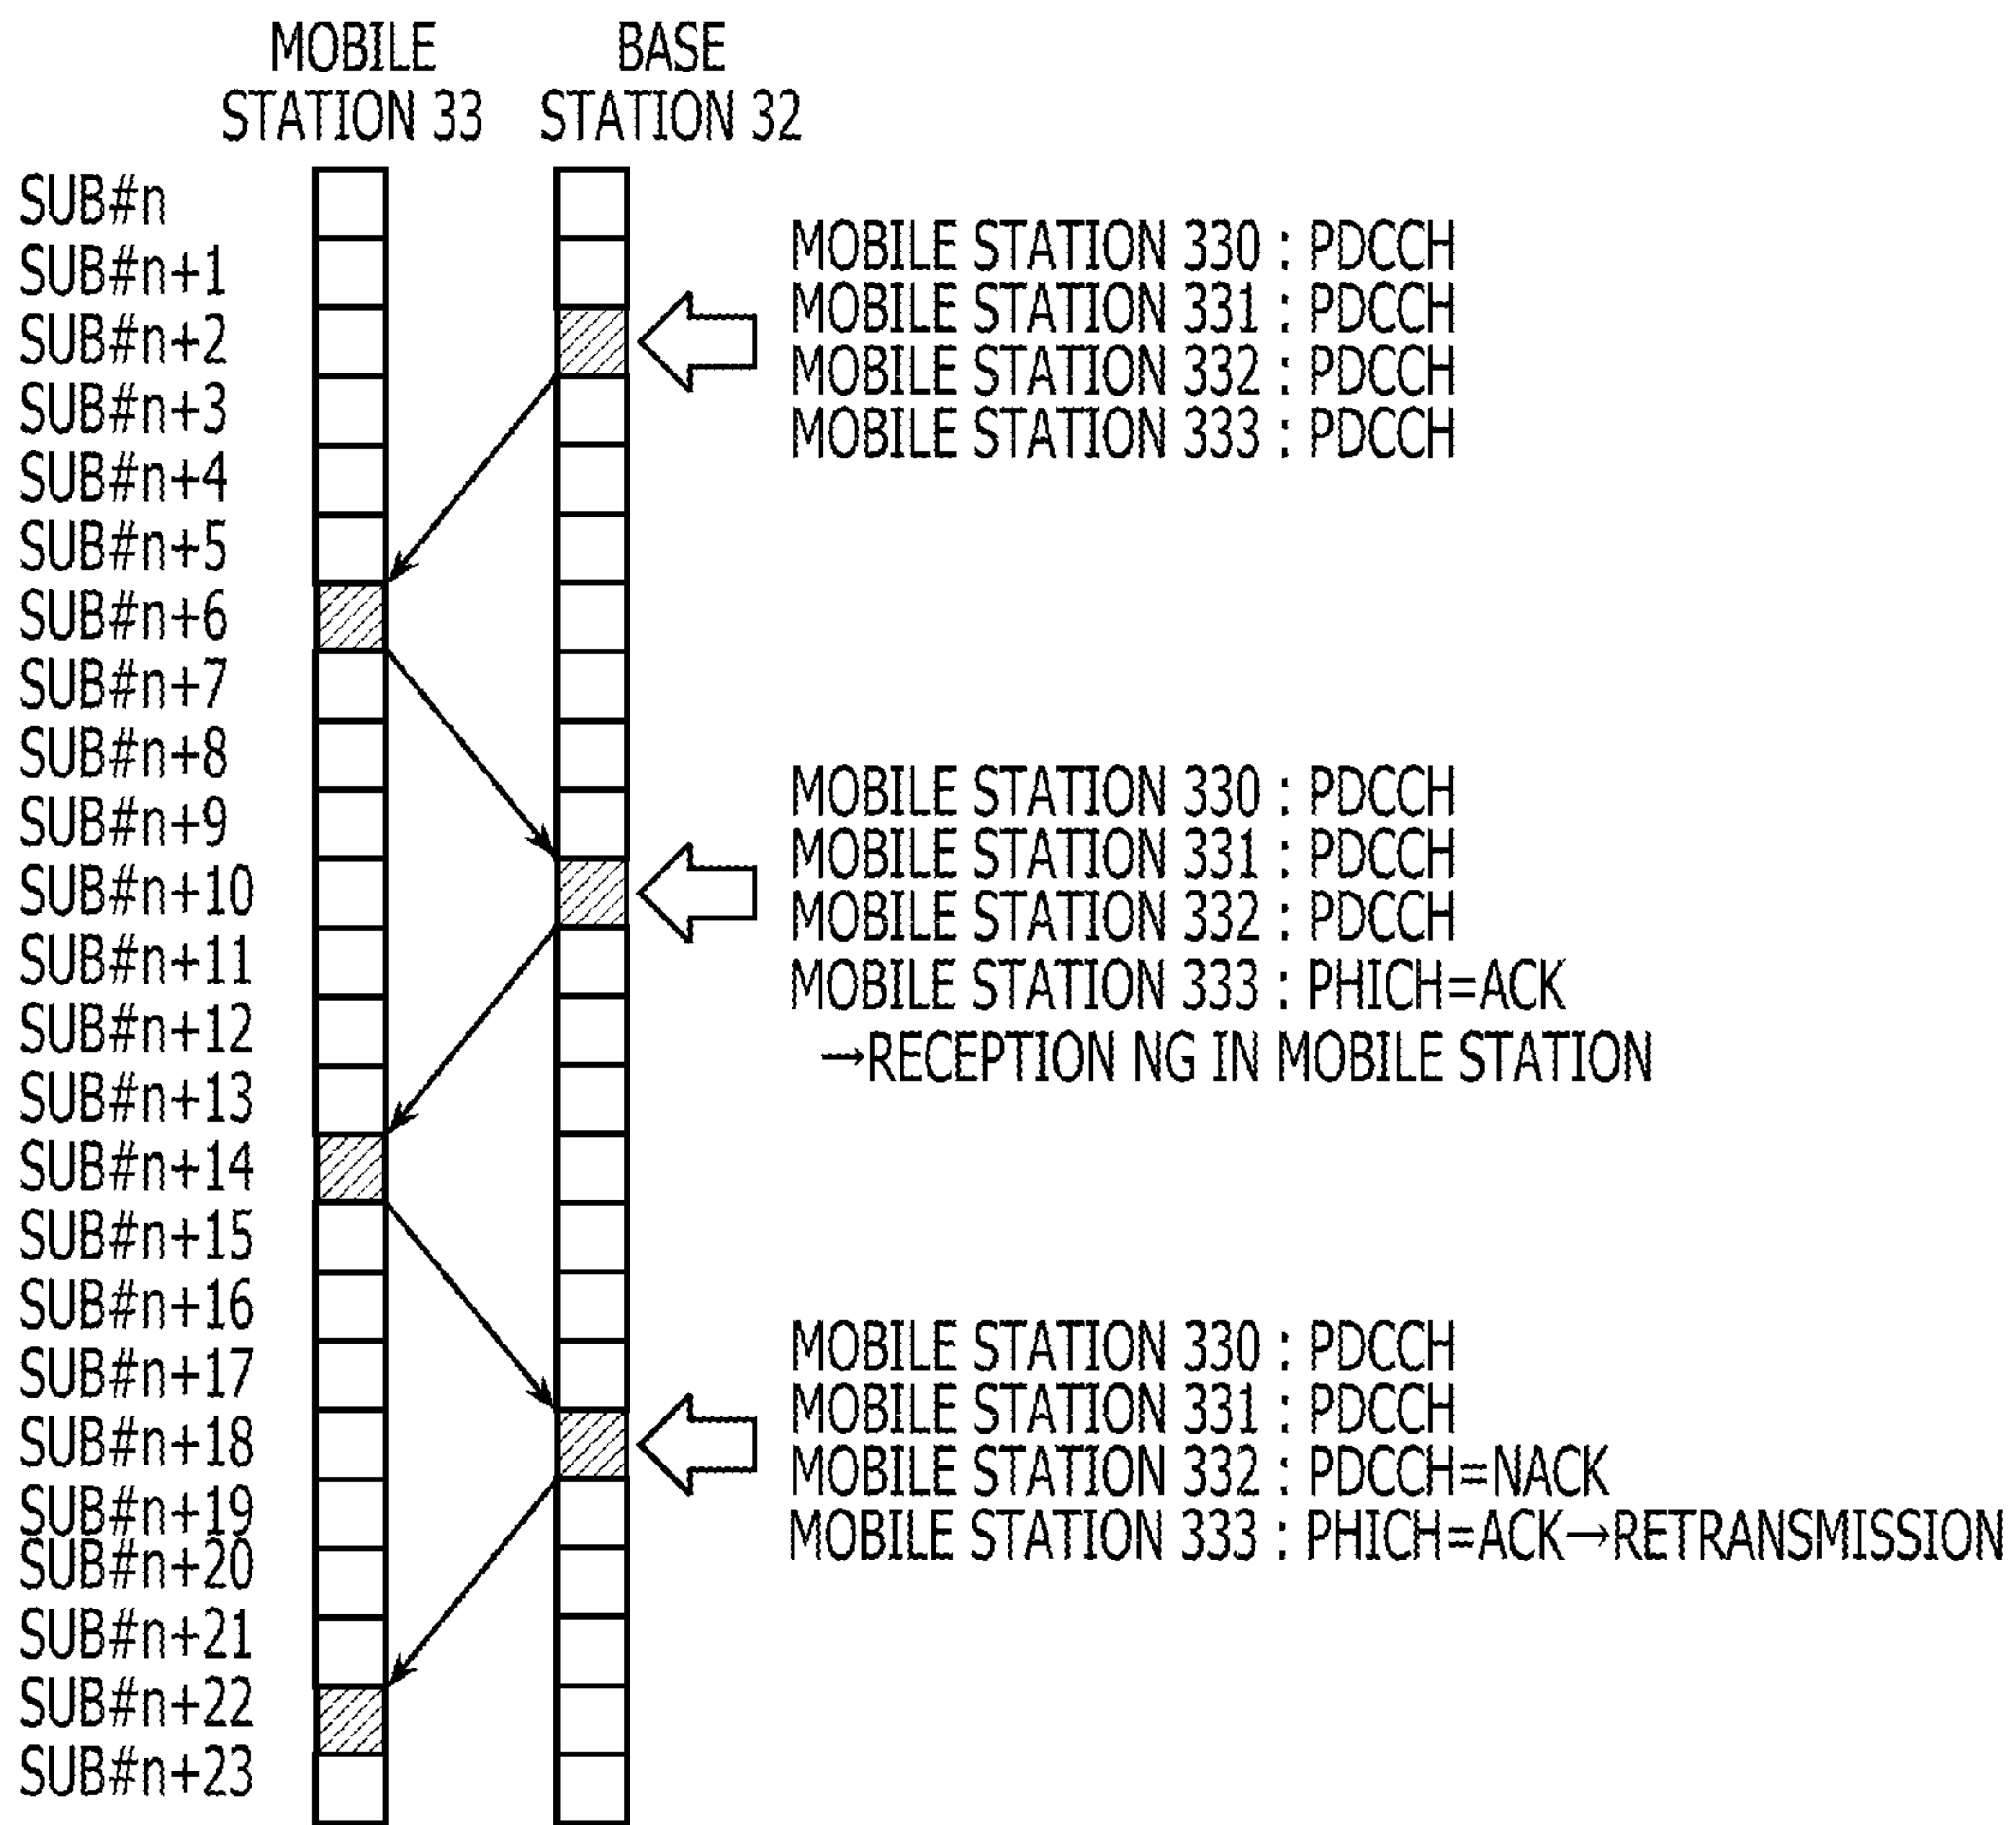 MOBILE STATION 33
BASE STATION 32
SUB#n
SUB#n+1
SUB#n+2
SUB#n+3
SUB#n+4
SUB#n+5
SUB#n+6
SUB#n+7
SUB#n+8
SUB#n+9
SUB#n+10
SUB#n+11
SUB#n+12
SUB#n+13
SUB#n+14
SUB#n+15
SUB#n+16
SUB#n+17
SUB#n+18
SUB#n+19
SUB#n+20
SUB#n+21
SUB#n+22
SUB#n+23
MOBILE STATION 330 : PDCCH
MOBILE STATION 331 : PDCCH
MOBILE STATION 332 : PDCCH
MOBILE STATION 333 : PDCCH
MOBILE STATION 330 : PDCCH
MOBILE STATION 331 : PDCCH
MOBILE STATION 332 : PDCCH
MOBILE STATION 333 : PHICH=ACK
→RECEPTION NG IN MOBILE STATION
MOBILE STATION 330 : PDCCH
MOBILE STATION 331 : PDCCH
MOBILE STATION 332 : PDCCH=NACK
MOBILE STATION 333 : PHICH=ACK→RETRANSMISSION